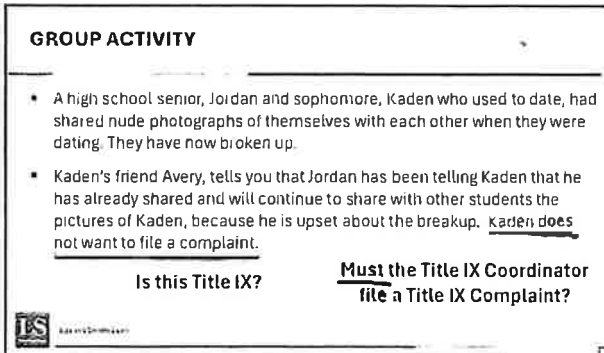 GROUP ACTIVITY
▪ A high school senior, Jordan and sophomore, Kaden who used to date, had
shared nude photographs of themselves with each other when they were
dating. They have now broken up.
▪ Kaden's friend Avery, tells you that Jordan has been telling Kaden that he
has already shared and will continue to share with other students the
pictures of Kaden, because he is upset about the breakup. Kaden does
not want to file a complaint.
Is this Title IX?
Must the Title IX Coordinator
file a Title IX Complaint?
LS